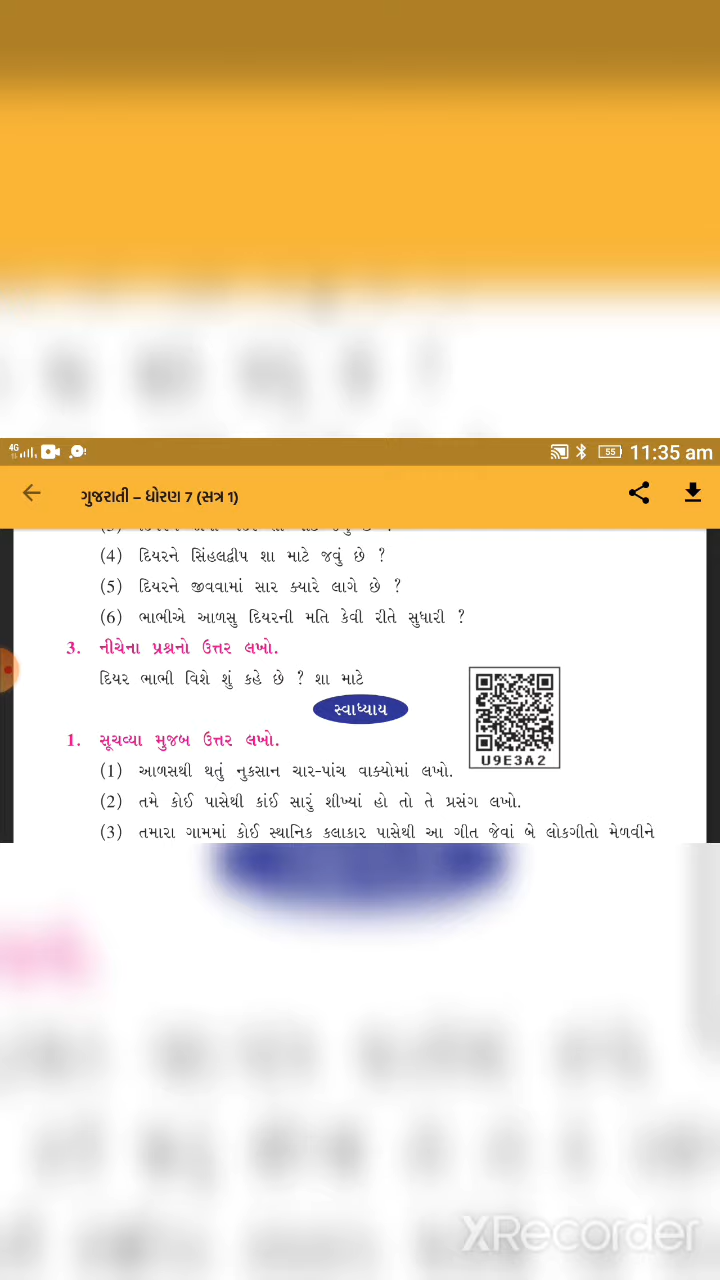 4G
55 11:35 am
ગુજરાતી – ધોરણ 7 (સત્ર 1)
(4) દિયરને સિંહલદ્વીપ શા માટે જવું છે ?
(5) દિયરને જીવવામાં સાર ક્યારે લાગે છે ?
(6) ભાભીએ આળસુ દિયરની મતિ કેવી રીતે સુધારી ?
3. નીચેના પ્રશ્નનો ઉત્તર લખો.
દિયર ભાભી વિશે શું કહે છે ? શા માટે
સ્વાધ્યાય
U9E3A2
1. સૂચવ્યા મુજબ ઉત્તર લખો.
(1) આળસથી થતું નુકસાન ચાર-પાંચ વાક્યોમાં લખો.
(2) તમે કોઈ પાસેથી કાંઈ સારું શીખ્યાં હો તો તે પ્રસંગ લખો.
(3) તમારા ગામમાં કોઈ સ્થાનિક કલાકાર પાસેથી આ ગીત જેવાં બે લોકગીતો મેળવીને
XRecorder